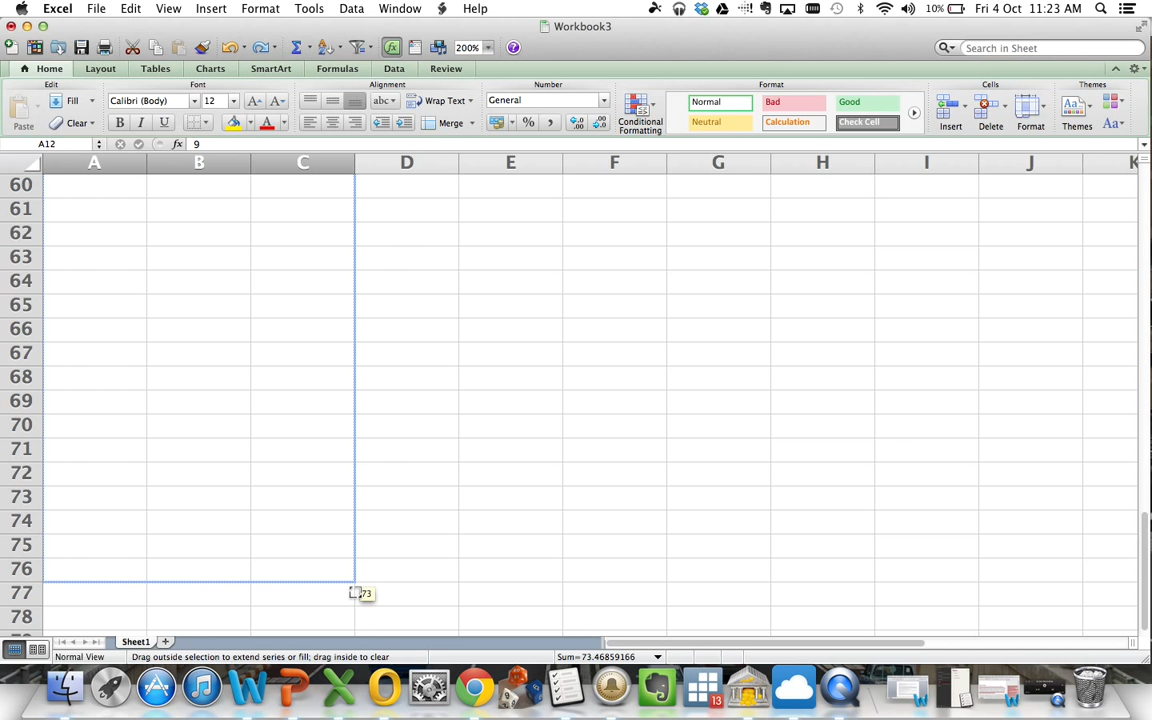 Excel File Edit View Insert Format Tools Data Window Help 10% Fri 4 Oct 11:23 AM
Workbook3
200% Search in Sheet
Home Layout Tables Charts SmartArt Formulas Data Review
Edit Font Alignment Number Format Cells Themes
Paste Fill Calibri (Body) 12 A A abc Wrap Text General Conditional Formatting Normal Bad Good Insert Delete Format Themes Aa
Clear B I U A Merge % , Neutral Calculation Check Cell Aa
A12 fx 9
A B C D E F G H I J K
60
61
62
63
64
65
66
67
68
69
70
71
72
73
74
75
76
77 73
78
Sheet1
Normal View Drag outside selection to extend series or fill; drag inside to clear Sum=73.46859166
13